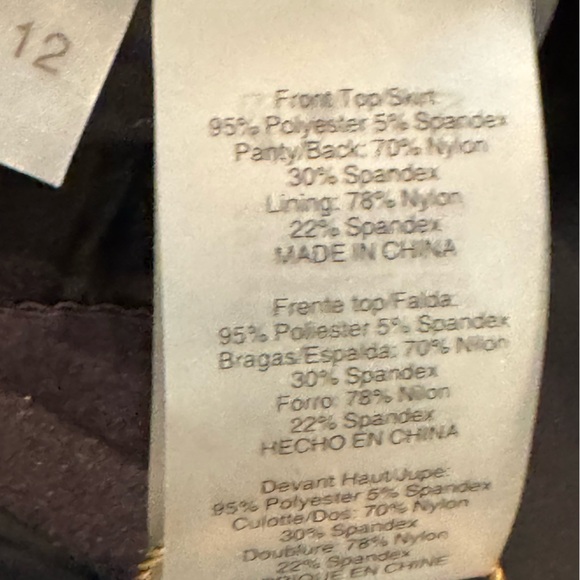 12
Front Top/Skirt:
95% Polyester 5% Spandex
Panty/Back: 70% Nylon
30% Spandex
Lining: 78% Nylon
22% Spandex
MADE IN CHINA
Frente top/Falda:
95% Poliester 5% Spandex
Bragas/Espalda: 70% Nilon
30% Spandex
Forro: 78% Nilon
22% Spandex
HECHO EN CHINA
Devant Haut/Jupe:
95% Polyester 5% Spandex
Culotte/Dos: 70% Nylon
30% Spandex
Doublure: 78% Nylon
22% Spandex
EN CHINE